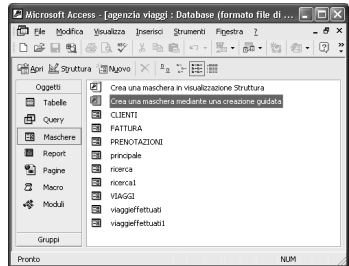 Microsoft Access - [agenzia viaggi : Database (formato file di ...
File Modifica Visualizza Inserisci Strumenti Finestra ?
Apri Struttura Nuovo
Oggetti
Tabelle
Query
Maschere
Report
Pagine
Macro
Moduli
Gruppi
Crea una maschera in visualizzazione Struttura
Crea una maschera mediante una creazione guidata
CLIENTI
FATTURA
PRENOTAZIONI
principale
ricerca
ricerca1
VIAGGI
viaggieffettuati
viaggieffettuati1
Pronto NUM